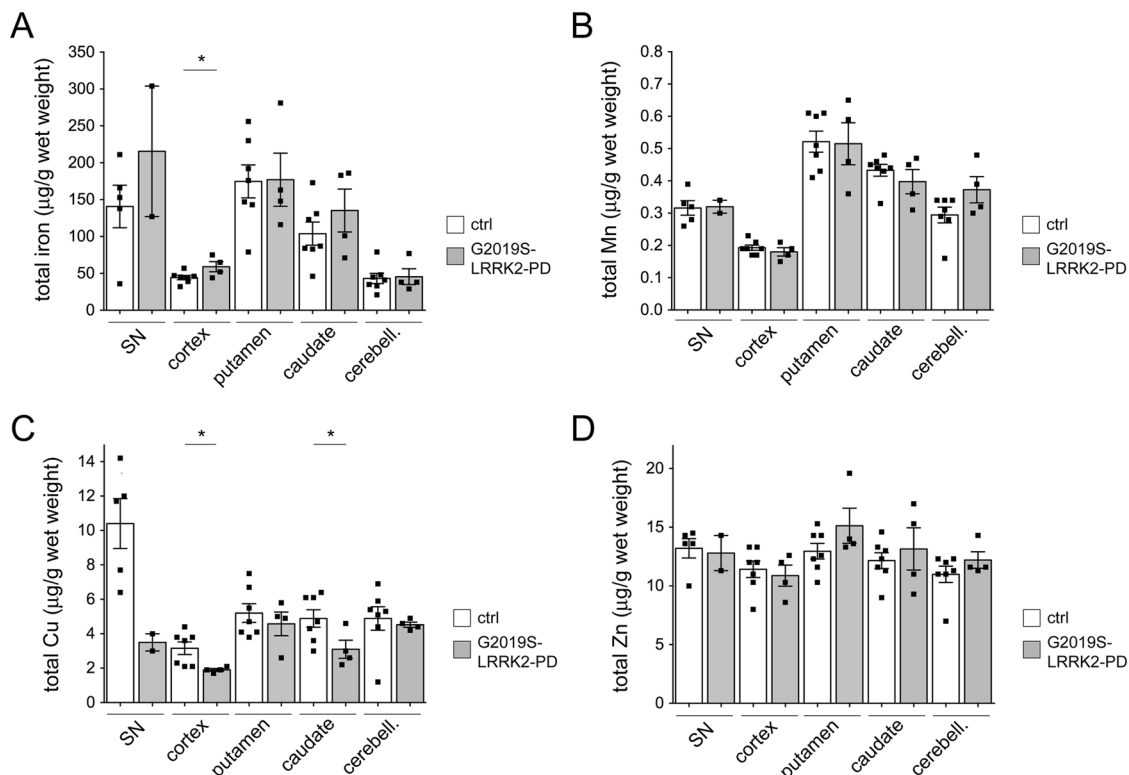 A
total iron (µg/g wet weight)
350
300
250
200
150
100
50
0
*
SN
cortex
putamen
caudate
cerebell.
ctrl
G2019S-
LRRK2-PD
B
total Mn (µg/g wet weight)
0.8
0.7
0.6
0.5
0.4
0.3
0.2
0.1
0.0
SN
cortex
putamen
caudate
cerebell.
ctrl
G2019S-
LRRK2-PD
C
total Cu (µg/g wet weight)
14
12
10
8
6
4
2
0
*
*
SN
cortex
putamen
caudate
cerebell.
ctrl
G2019S-
LRRK2-PD
D
total Zn (µg/g wet weight)
20
15
10
5
0
SN
cortex
putamen
caudate
cerebell.
ctrl
G2019S-
LRRK2-PD